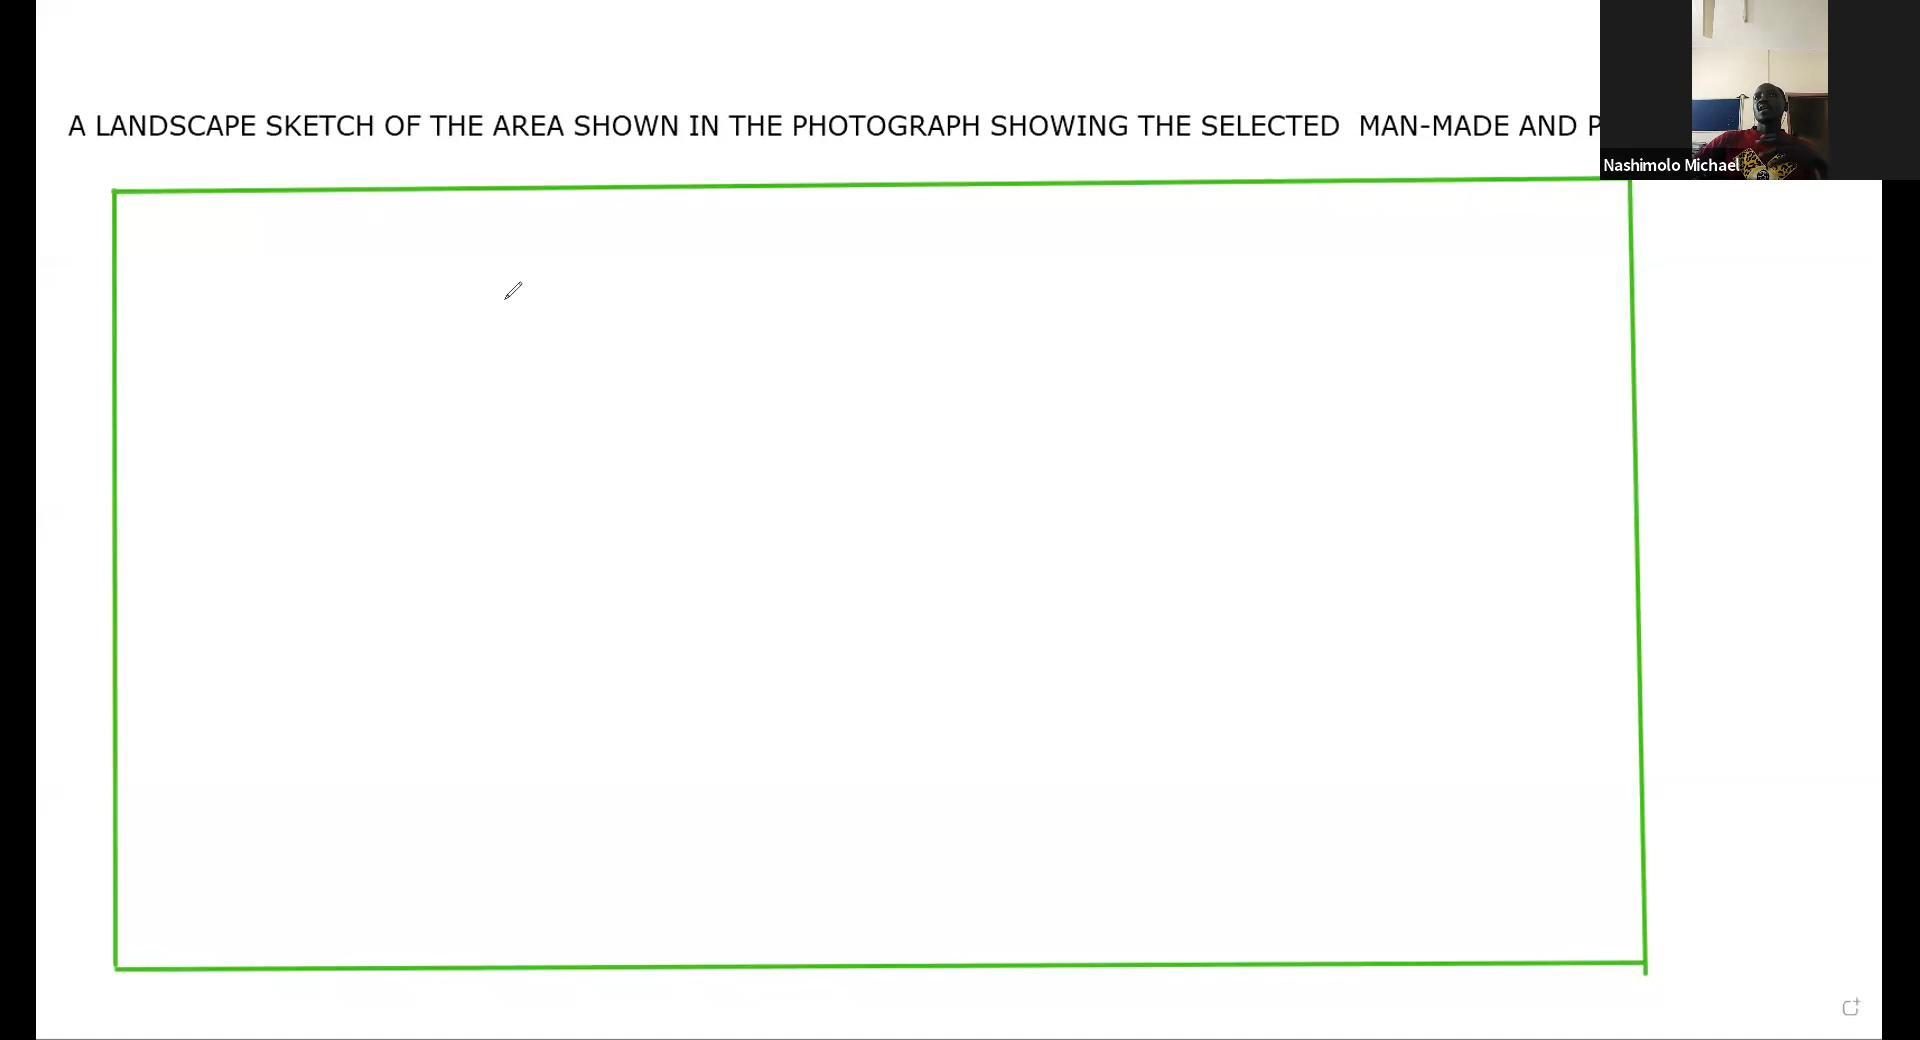 A LANDSCAPE SKETCH OF THE AREA SHOWN IN THE PHOTOGRAPH SHOWING THE SELECTED  MAN-MADE AND P
Nashimolo Michael